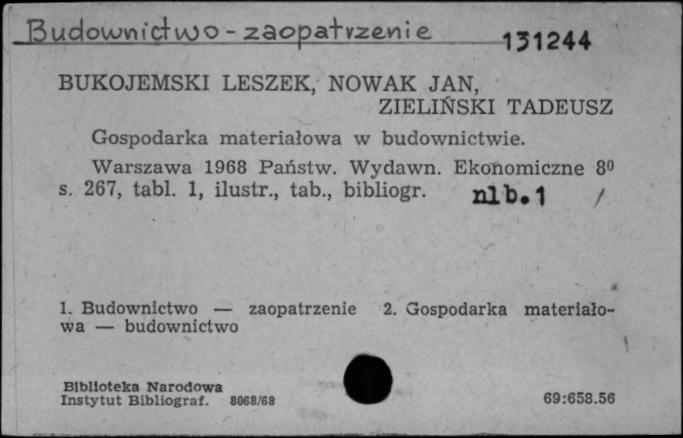 Budownictwo - zaopatrzenie 131244
BUKOJEMSKI LESZEK, NOWAK JAN,
ZIELIŃSKI TADEUSZ
Gospodarka materiałowa w budownictwie.
Warszawa 1968 Państw. Wydawn. Ekonomiczne 8⁰
s. 267, tabl. 1, ilustr., tab., bibliogr. nlb. 1 /
1. Budownictwo — zaopatrzenie 2. Gospodarka materiało-
wa — budownictwo
Biblioteka Narodowa
Instytut Bibliograf. 8068/68 69:658.56